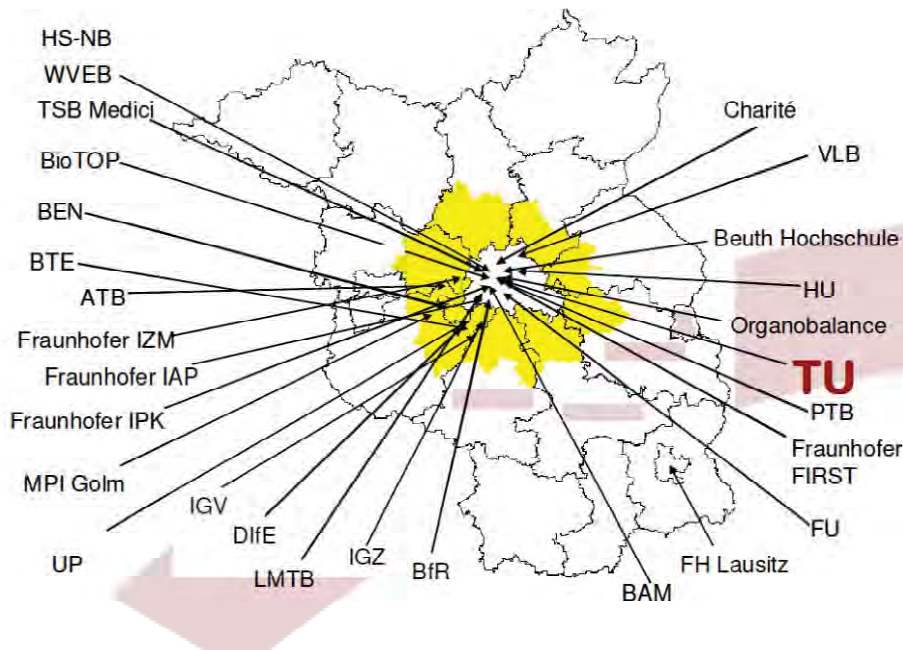 HS-NB
WVEB
TSB Medici
BioTOP
BEN
BTE
ATB
Fraunhofer IZM
Fraunhofer IAP
Fraunhofer IPK
MPI Golm
UP
IGV
DIfE
LMTB
IGZ
BfR
BAM
Charité
VLB
Beuth Hochschule
HU
Organobalance
TU
PTB
Fraunhofer
FIRST
FU
FH Lausitz